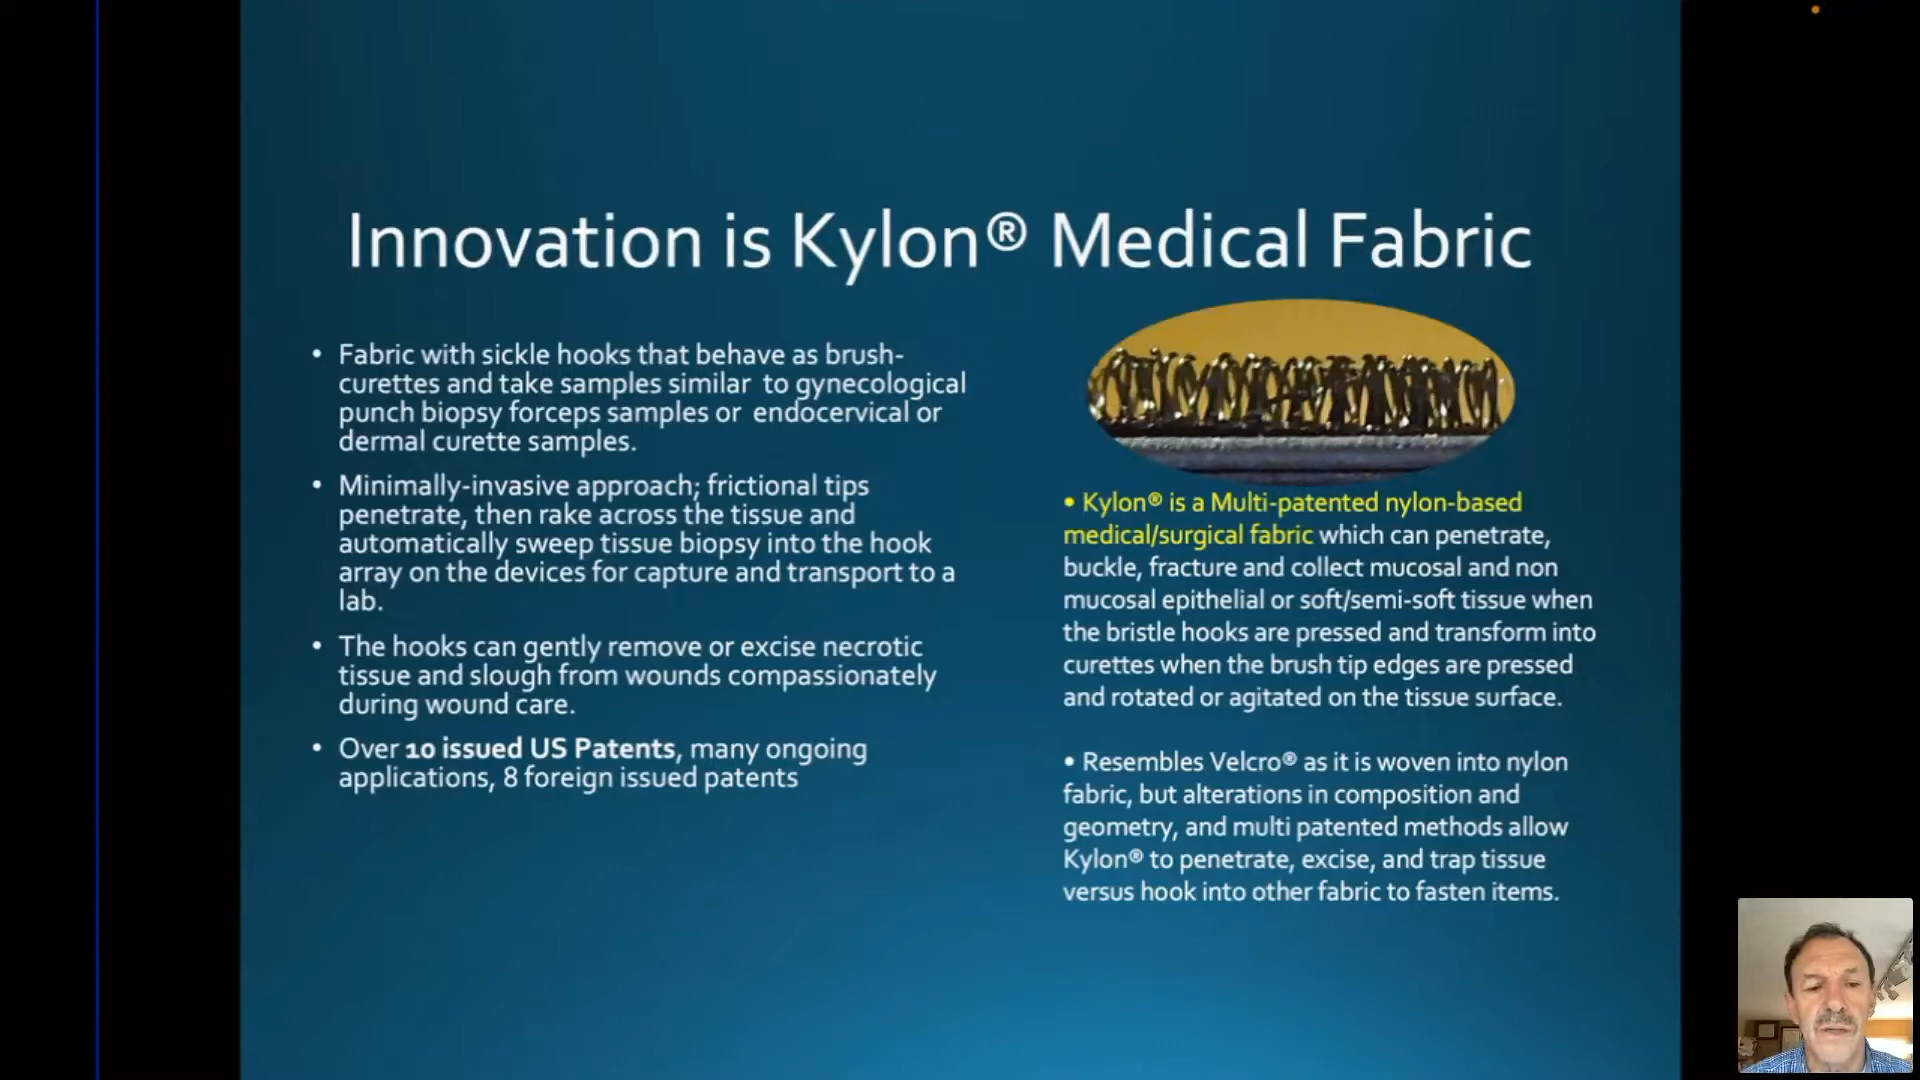 Innovation is Kylon® Medical Fabric
• Fabric with sickle hooks that behave as brush-
curettes and take samples similar to gynecological
punch biopsy forceps samples or endocervical or
dermal curette samples.
• Minimally-invasive approach; frictional tips
penetrate, then rake across the tissue and
automatically sweep tissue biopsy into the hook
array on the devices for capture and transport to a
lab.
• The hooks can gently remove or excise necrotic
tissue and slough from wounds compassionately
during wound care.
• Over 10 issued US Patents, many ongoing
applications, 8 foreign issued patents
• Kylon® is a Multi-patented nylon-based
medical/surgical fabric which can penetrate,
buckle, fracture and collect mucosal and non
mucosal epithelial or soft/semi-soft tissue when
the bristle hooks are pressed and transform into
curettes when the brush tip edges are pressed
and rotated or agitated on the tissue surface.
• Resembles Velcro® as it is woven into nylon
fabric, but alterations in composition and
geometry, and multi patented methods allow
Kylon® to penetrate, excise, and trap tissue
versus hook into other fabric to fasten items.